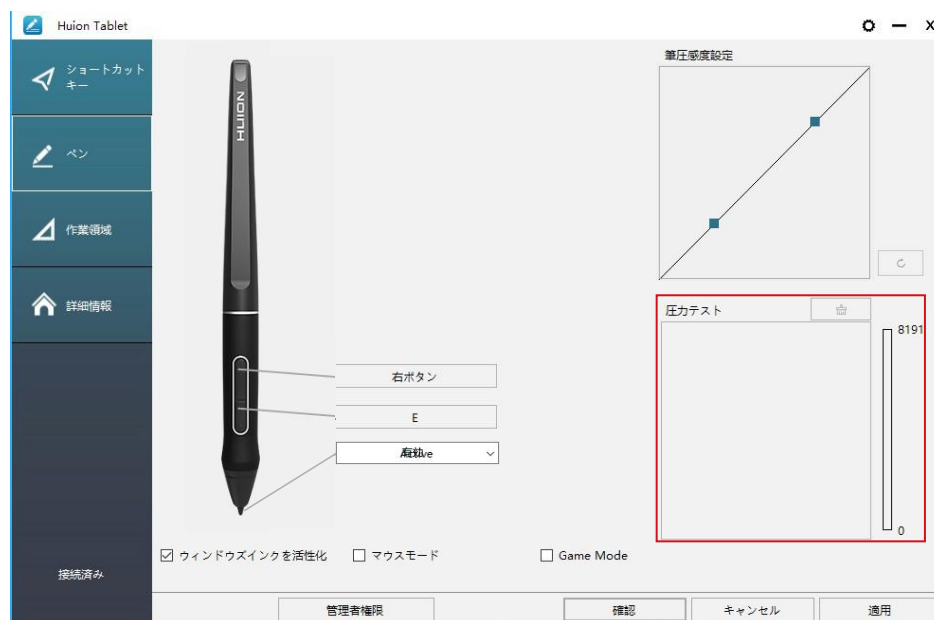 Huion Tablet
ショートカット
キー
ペン
作業領域
詳細情報
接続済み
HUION
右ボタン
E
筆圧感度設定
圧力テスト
8191
0
ウィンドウズインクを活性化
マウスモード
Game Mode
管理者権限
確認
キャンセル
適用